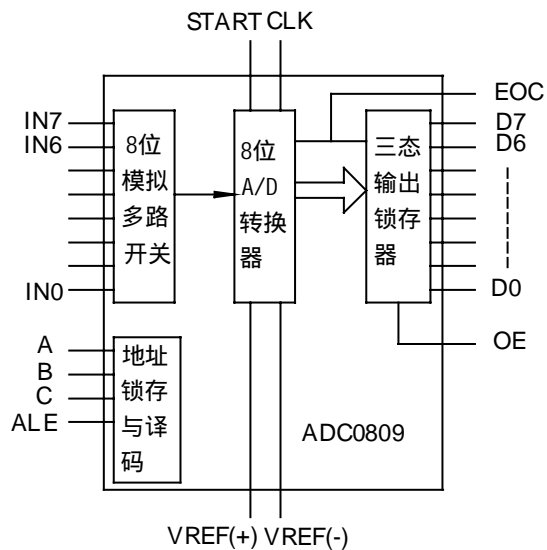 START CLK
EOC
IN7
IN6
IN0
8位
模拟
多路
开关
8位
A/D
转换
器
三态
输出
锁存
器
D7
D6
D0
OE
A
B
C
ALE
地址
锁存
与译
码
ADC0809
VREF(+) VREF(-)